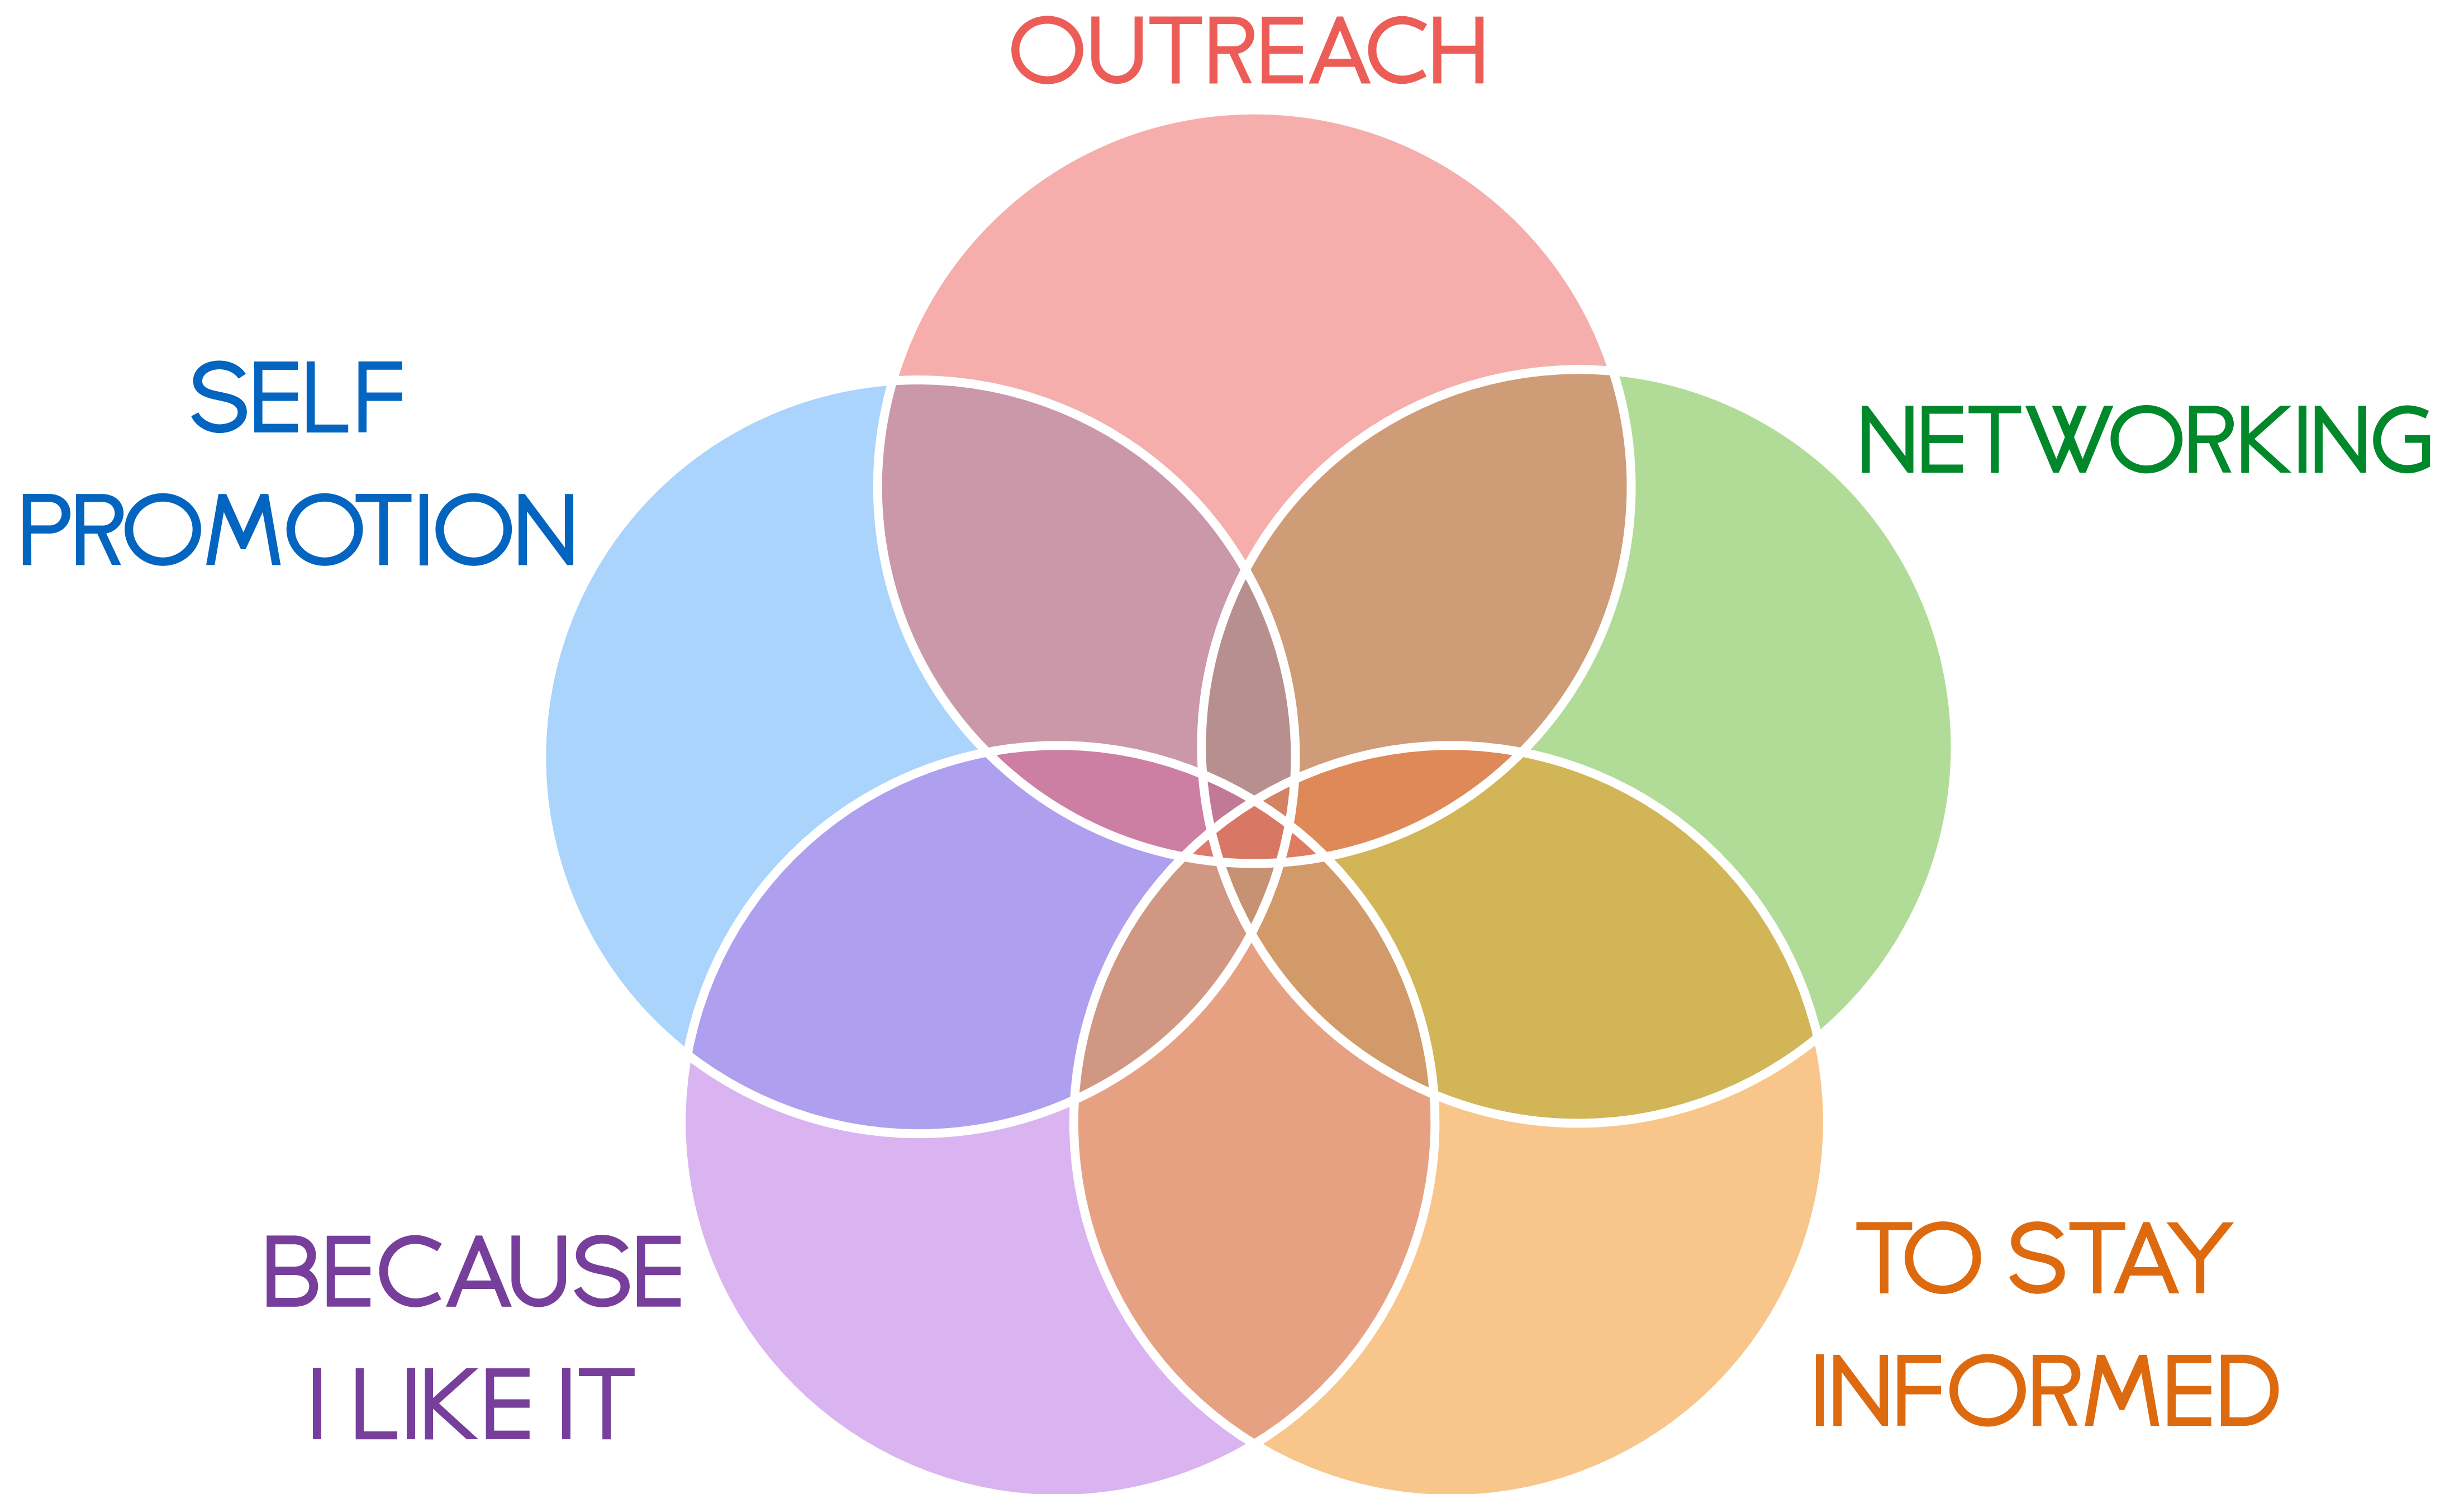 OUTREACH
SELF
PROMOTION
NETWORKING
BECAUSE
I LIKE IT
TO STAY
INFORMED